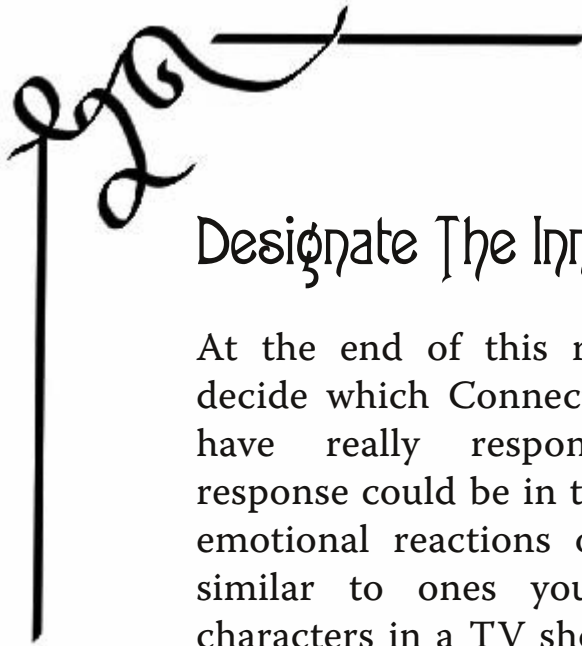 Designate The
At the end of this
decide which
have really
response could be in
emotional reactions
similar to ones
characters in a TV